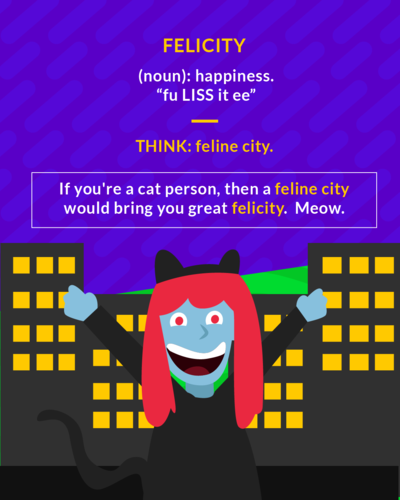 FELICITY
(noun): happiness.
“fu LISS it ee”
THINK: feline city.
If you're a cat person, then a feline city
would bring you great felicity.  Meow.